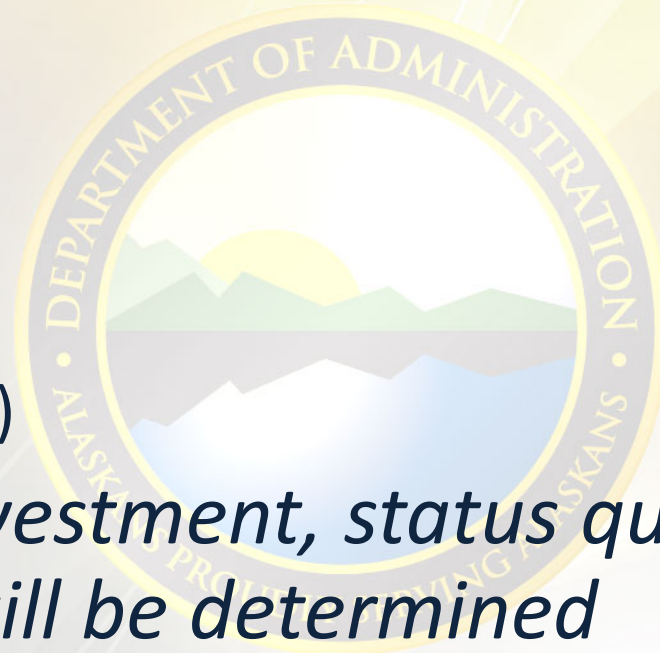 DEPARTMENT OF ADMINISTRATION
)
vestment, status qu
ill be determined
ALASKANS PROUDLY SERVING ALASKANS